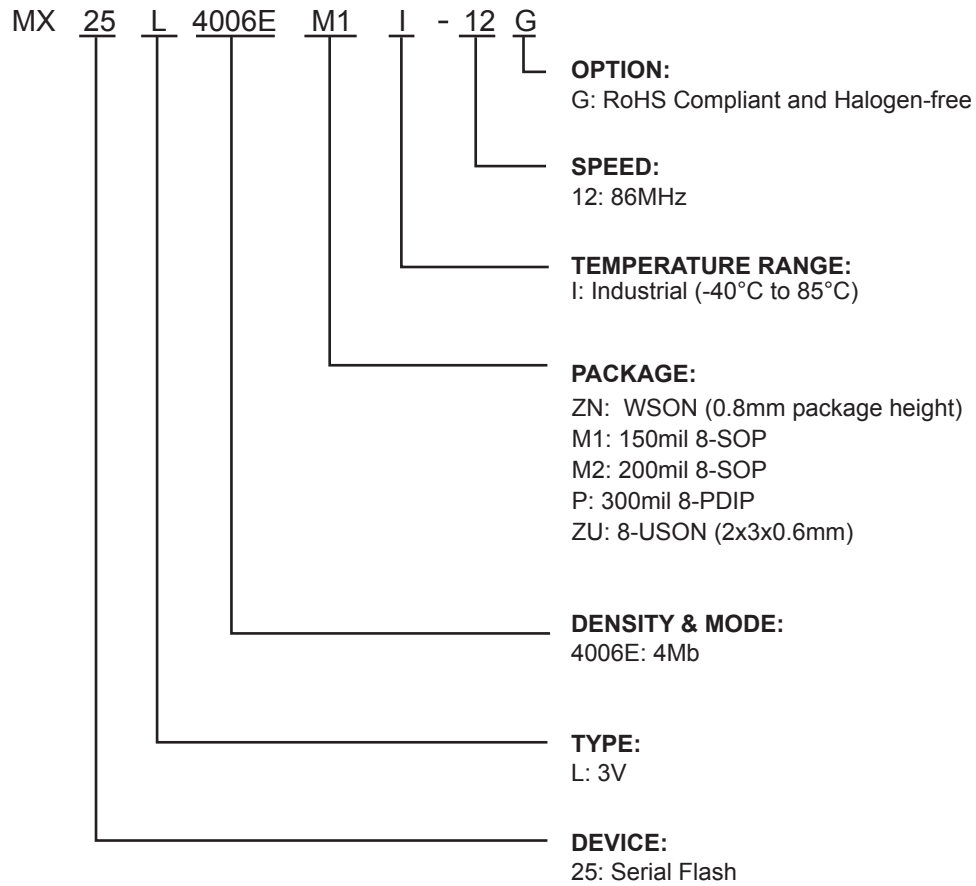 MX 25 L 4006E M1 I - 12 G
OPTION:
G: RoHS Compliant and Halogen-free
SPEED:
12: 86MHz
TEMPERATURE RANGE:
I: Industrial (-40°C to 85°C)
PACKAGE:
ZN: WSON (0.8mm package height)
M1: 150mil 8-SOP
M2: 200mil 8-SOP
P: 300mil 8-PDIP
ZU: 8-USON (2x3x0.6mm)
DENSITY & MODE:
4006E: 4Mb
TYPE:
L: 3V
DEVICE:
25: Serial Flash